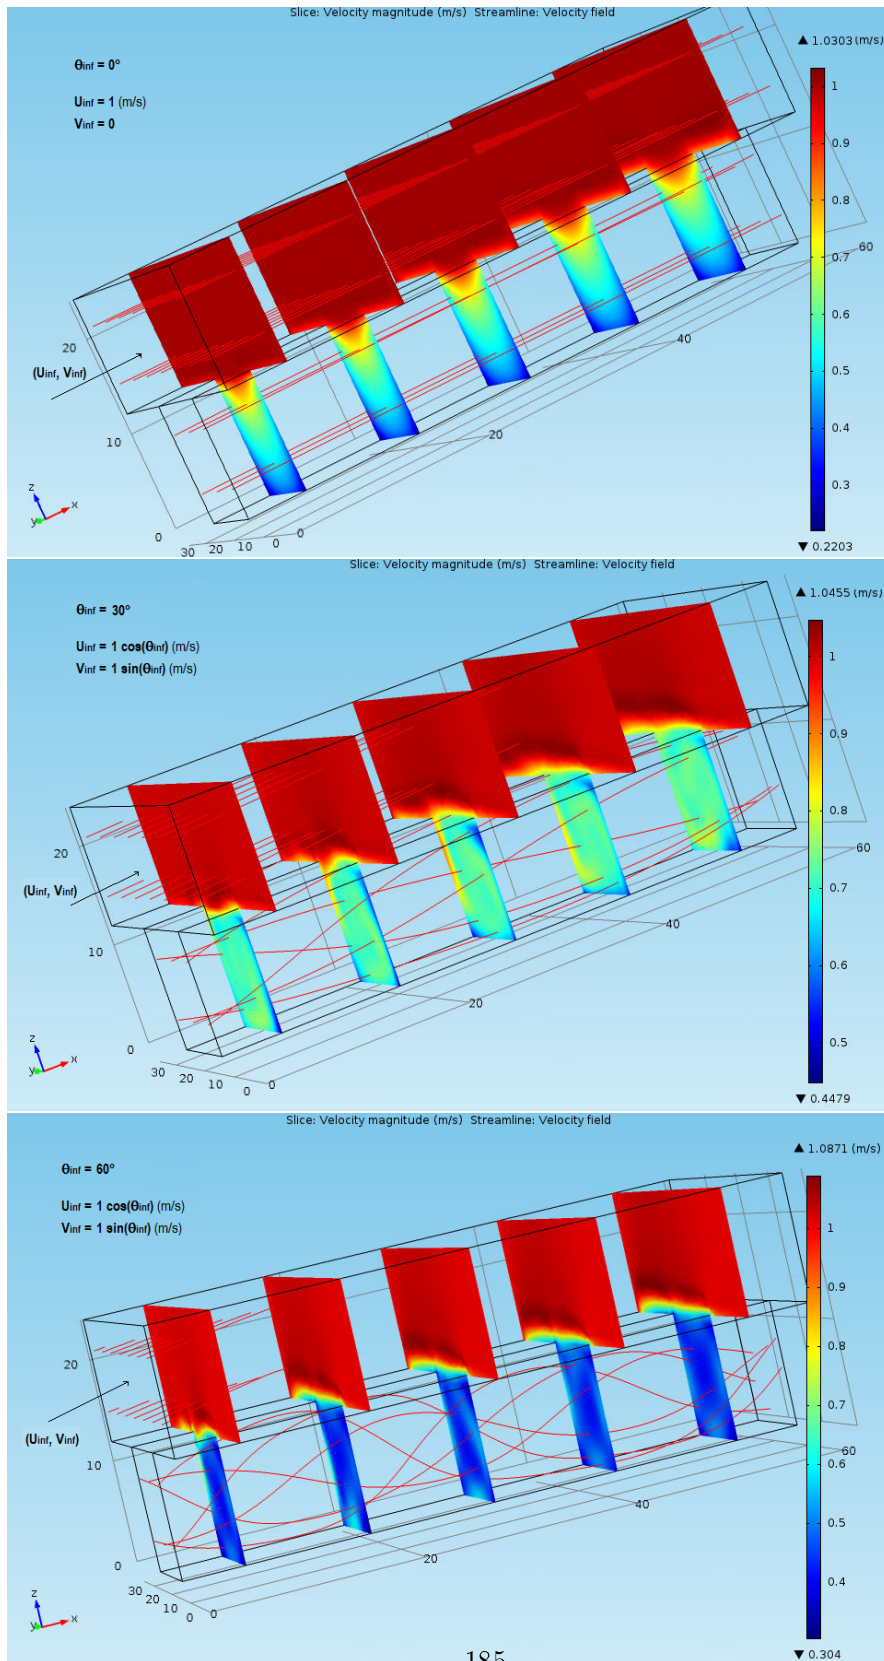 Slice: Velocity magnitude (m/s) Streamline: Velocity field
▲ 1.0303 (m/s)
θinf = 0°
Uinf = 1 (m/s)
Vinf = 0
1
0.9
0.8
0.7
0.6
0.5
0.4
0.3
▼ 0.2203
60
40
20
0
20
10
0
30 20 10 0
(Uinf, Vinf)
z
y
x
Slice: Velocity magnitude (m/s) Streamline: Velocity field
▲ 1.0455 (m/s)
θinf = 30°
Uinf = 1 cos(θinf) (m/s)
Vinf = 1 sin(θinf) (m/s)
1
0.9
0.8
0.7
0.6
0.5
▼ 0.4479
60
40
20
0
20
10
0
30 20 10 0
(Uinf, Vinf)
z
y
x
Slice: Velocity magnitude (m/s) Streamline: Velocity field
▲ 1.0871 (m/s)
θinf = 60°
Uinf = 1 cos(θinf) (m/s)
Vinf = 1 sin(θinf) (m/s)
1
0.9
0.8
0.7
0.6
0.5
0.4
▼ 0.304
60
40
20
0
20
10
0
30 20 10 0
(Uinf, Vinf)
z
y
x
185